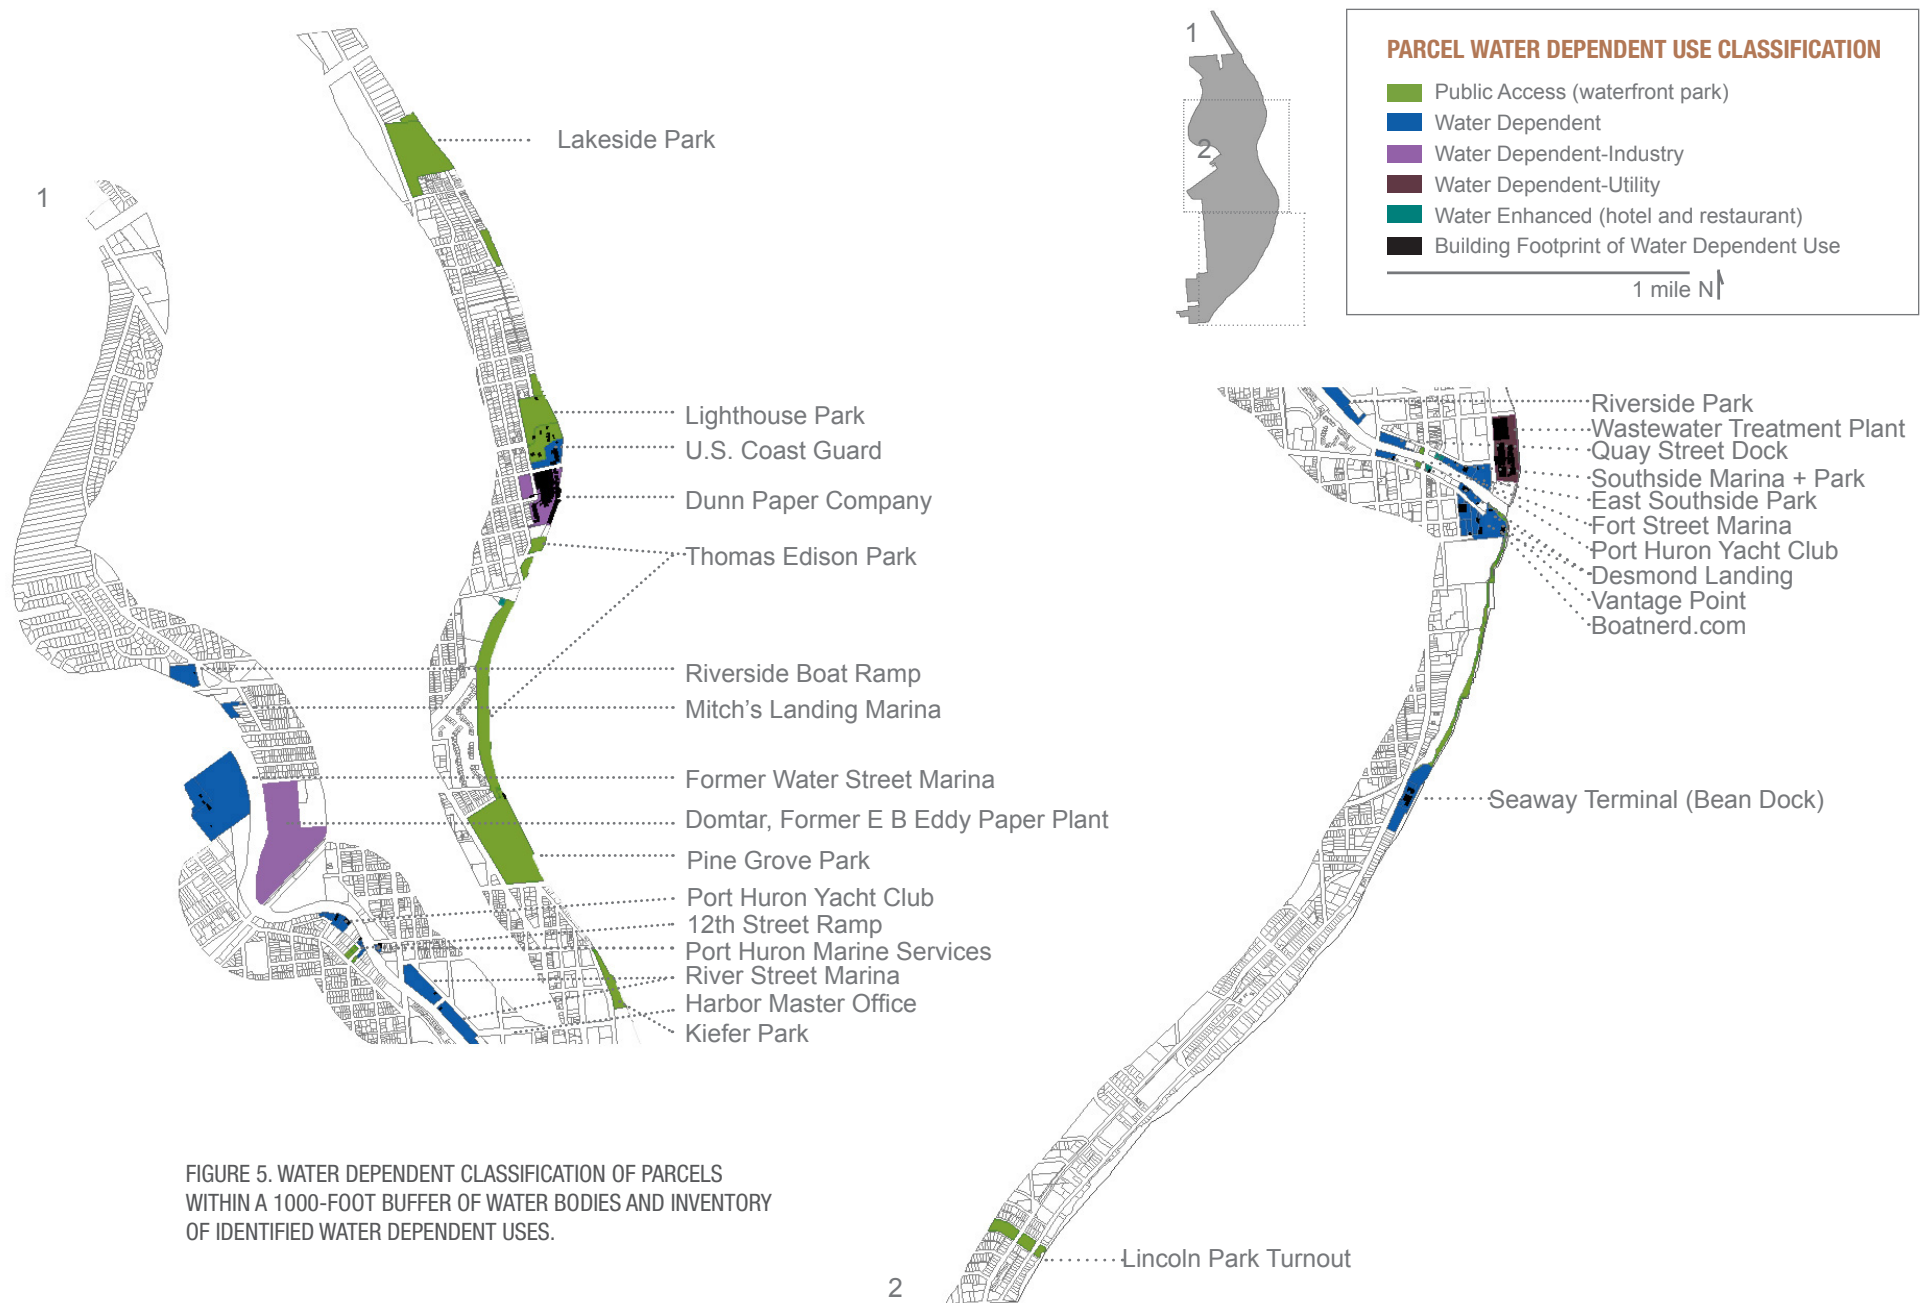 1
Lakeside Park
Lighthouse Park
U.S. Coast Guard
Dunn Paper Company
Thomas Edison Park
Riverside Boat Ramp
Mitch's Landing Marina
Former Water Street Marina
Domtar, Former E B Eddy Paper Plant
Pine Grove Park
Port Huron Yacht Club
12th Street Ramp
Port Huron Marine Services
River Street Marina
Harbor Master Office
Kiefer Park
FIGURE 5. WATER DEPENDENT CLASSIFICATION OF PARCELS
WITHIN A 1000-FOOT BUFFER OF WATER BODIES AND INVENTORY
OF IDENTIFIED WATER DEPENDENT USES.
1
2
PARCEL WATER DEPENDENT USE CLASSIFICATION
Public Access (waterfront park)
Water Dependent
Water Dependent-Industry
Water Dependent-Utility
Water Enhanced (hotel and restaurant)
Building Footprint of Water Dependent Use
1 mile N
Riverside Park
Wastewater Treatment Plant
Quay Street Dock
Southside Marina + Park
East Southside Park
Fort Street Marina
Port Huron Yacht Club
Desmond Landing
Vantage Point
Boatnerd.com
Seaway Terminal (Bean Dock)
Lincoln Park Turnout
2